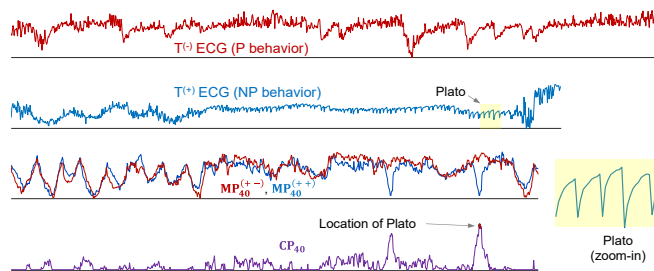 T(-) ECG (P behavior)
T(+) ECG (NP behavior)
Plato
MP40(+ −), MP40(+ +)
Location of Plato
CP40
Plato
(zoom-in)